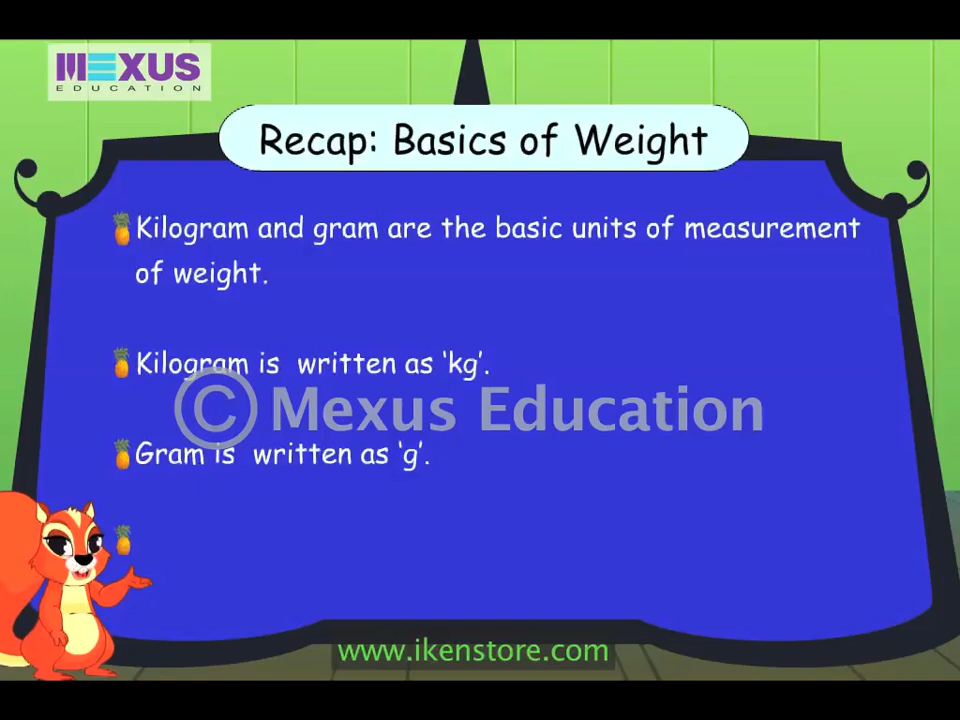 MEXUS
EDUCATION
Recap: Basics of Weight
Kilogram and gram are the basic units of measurement
of weight.
Kilogram is written as ‘kg’.
© Mexus Education
Gram is written as ‘g’.
www.ikenstore.com